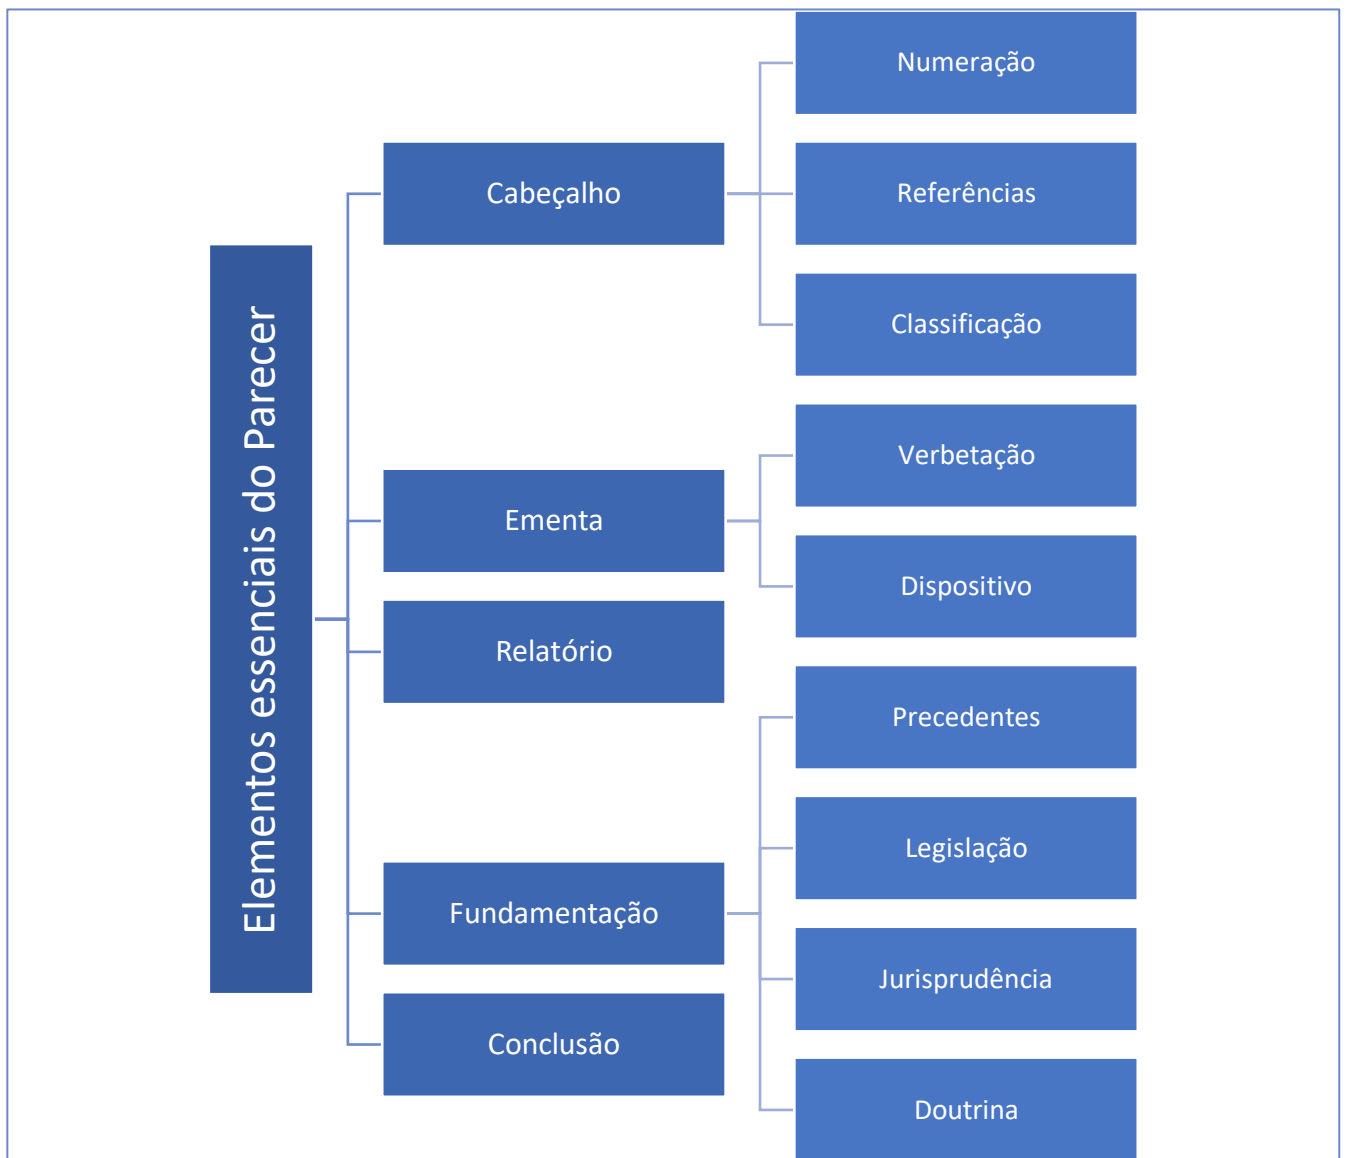 Elementos essenciais do Parecer
Cabeçalho
Numeração
Referências
Classificação
Ementa
Verbetação
Dispositivo
Relatório
Fundamentação
Precedentes
Legislação
Jurisprudência
Doutrina
Conclusão